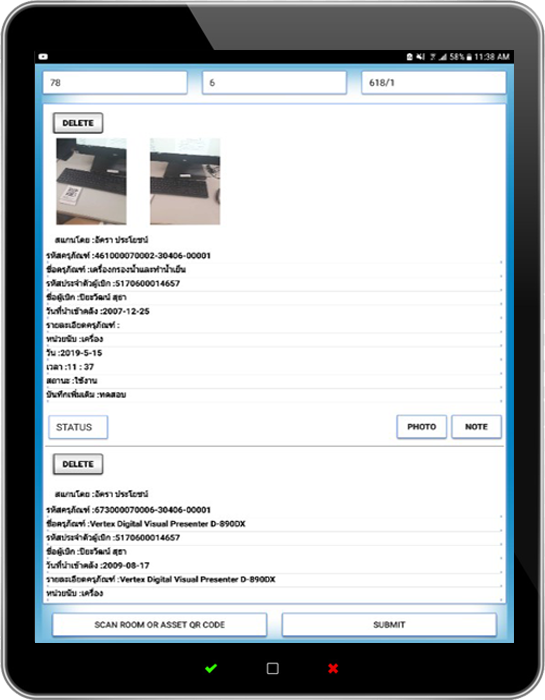 58% 11:38 AM
78 6 618/1
DELETE
สแกนโดย :อัครา ประโยชน์
รหัสครุภัณฑ์ :461000070002-30406-00001
ชื่อครุภัณฑ์ :เครื่องกรองน้ำและทำน้ำเย็น
รหัสประจำตัวผู้เบิก :5170600014657
ชื่อผู้เบิก :ปิยะวัฒน์ สุธา
วันที่นำเข้าคลัง :2007-12-25
รายละเอียดครุภัณฑ์ :
หน่วยนับ :เครื่อง
วัน :2019-5-15
เวลา :11 : 37
สถานะ :ใช้งาน
บันทึกเพิ่มเติม :ทดสอบ
STATUS PHOTO NOTE
DELETE
สแกนโดย :อัครา ประโยชน์
รหัสครุภัณฑ์ :673000070006-30406-00001
ชื่อครุภัณฑ์ :Vertex Digital Visual Presenter D-890DX
รหัสประจำตัวผู้เบิก :5170600014657
ชื่อผู้เบิก :ปิยะวัฒน์ สุธา
วันที่นำเข้าคลัง :2009-08-17
รายละเอียดครุภัณฑ์ :Vertex Digital Visual Presenter D-890DX
หน่วยนับ :เครื่อง
SCAN ROOM OR ASSET QR CODE SUBMIT